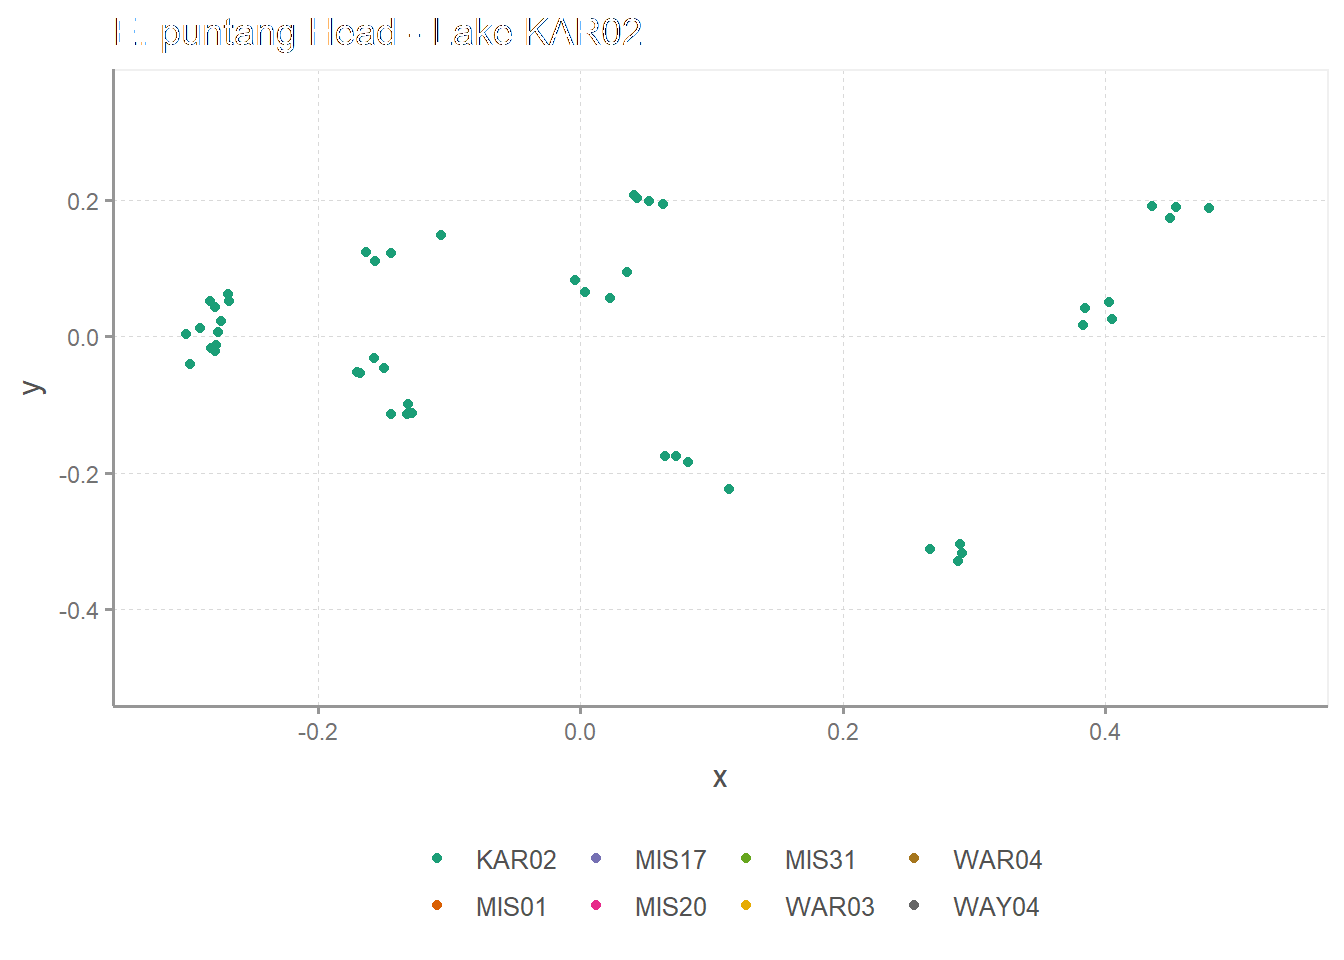 puntang Head - Lake KAR02
0.2
0.0
-0.2
-0.4
y
-0.2 0.0 0.2 0.4
x
KAR02 MIS17 MIS31 WAR04
MIS01 MIS20 WAR03 WAY04